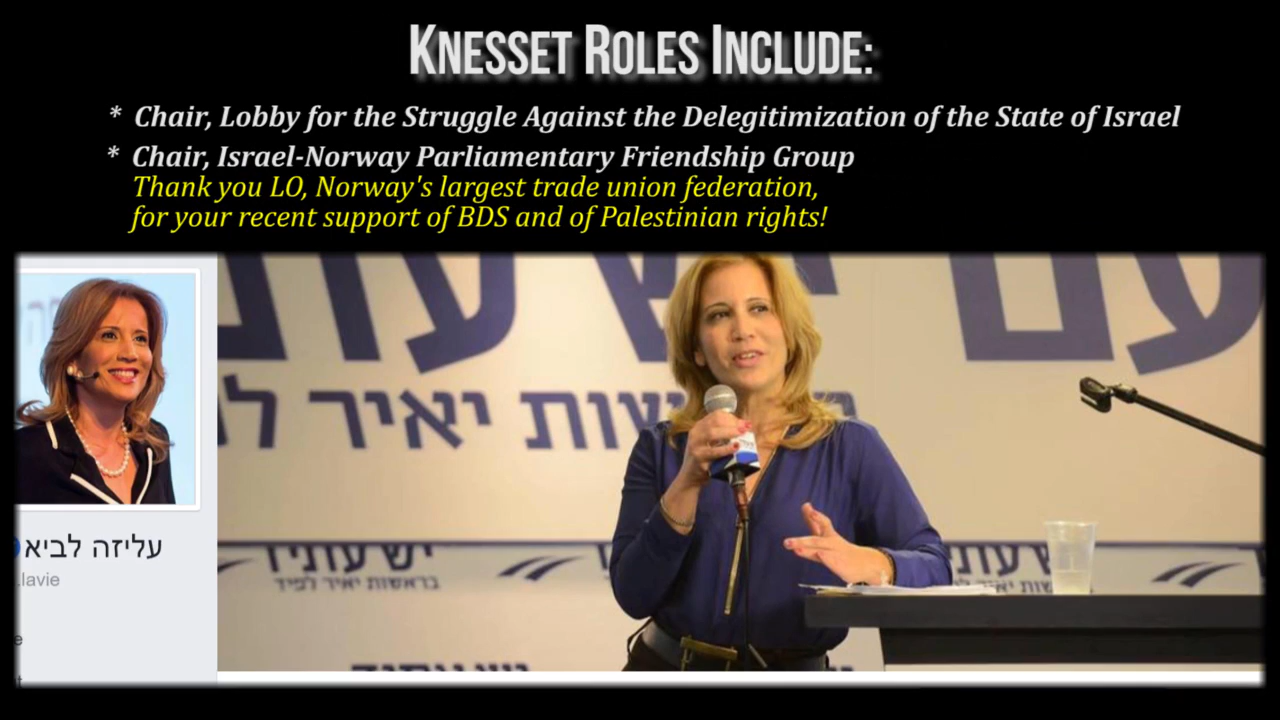 KNESSET ROLES INCLUDE:
* Chair, Lobby for the Struggle Against the Delegitimization of the State of Israel
* Chair, Israel-Norway Parliamentary Friendship Group
Thank you LO, Norway's largest trade union federation,
for your recent support of BDS and of Palestinian rights!
יאיר
עליזה לביא
lavie
יש עתיד
בראשות יאיר לפיד